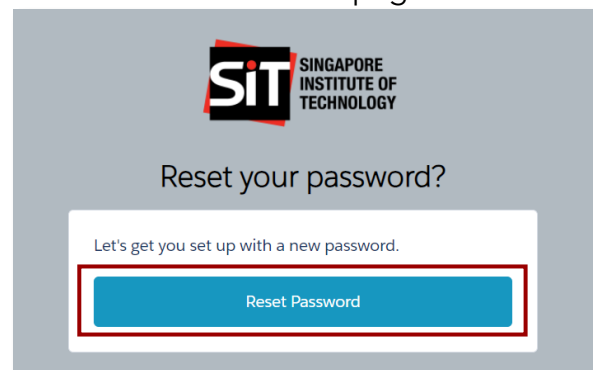 SiT
SINGAPORE
INSTITUTE OF
TECHNOLOGY
Reset your password?
Let's get you set up with a new password.
Reset Password